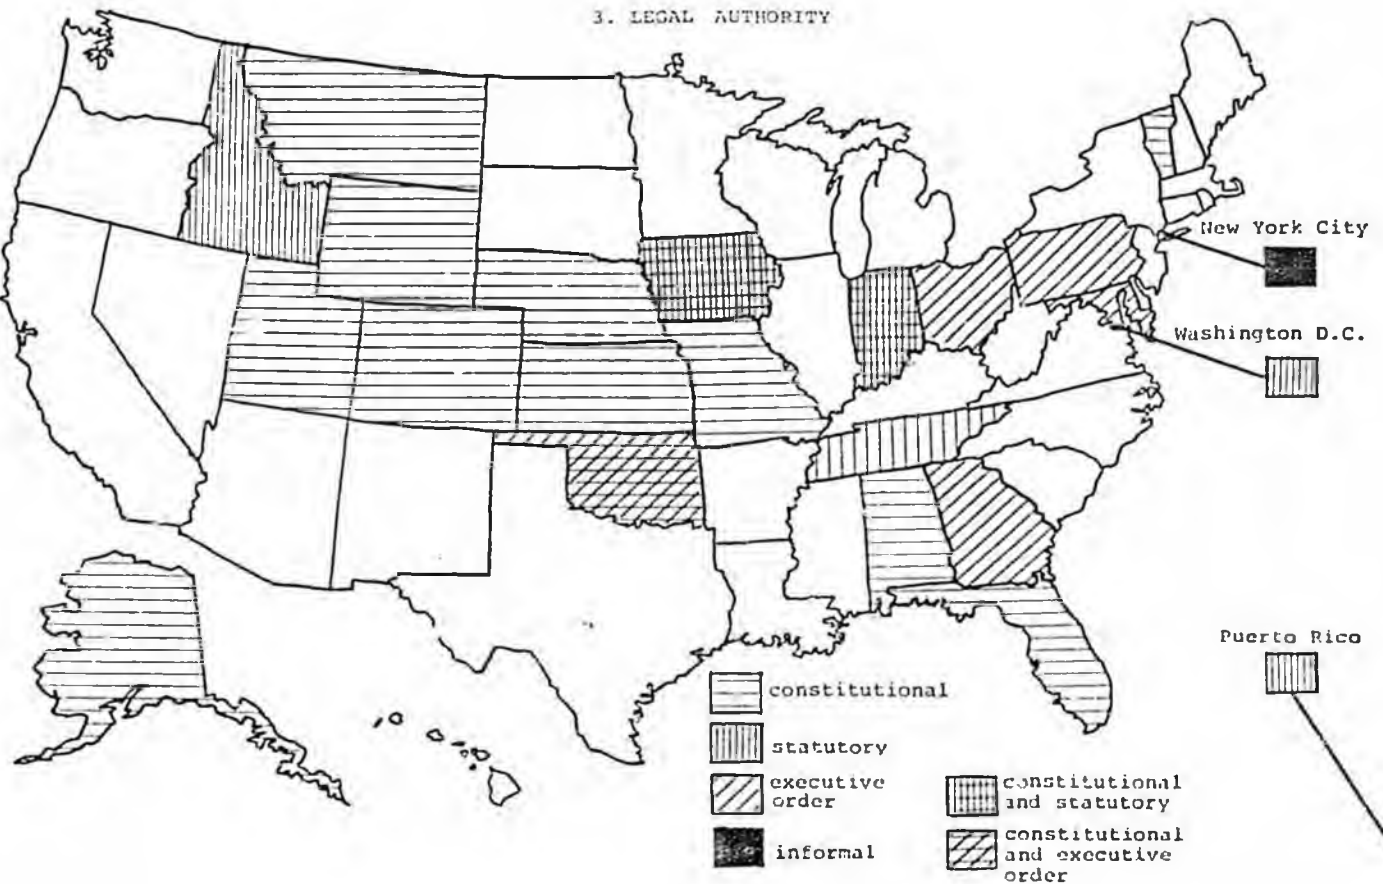 3. LEGAL AUTHORITY
New York City
Washington D.C.
Puerto Rico
constitutional
statutory
executive
order
informal
constitutional
and statutory
constitutional
and executive
order